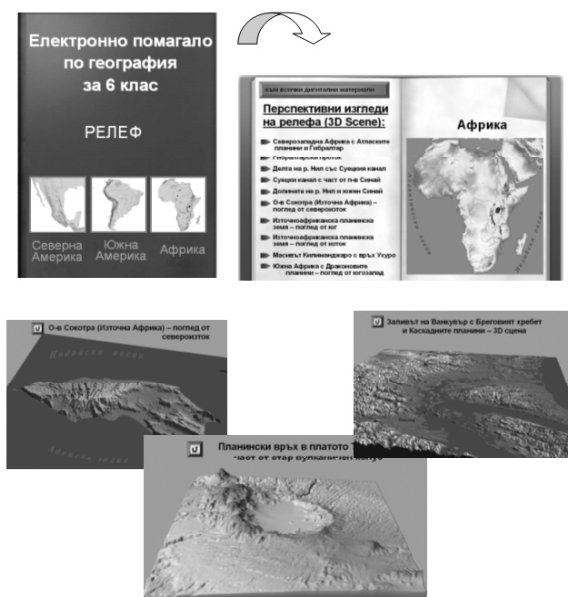 Електронно помагало
по география
за 6 клас
РЕЛЕФ
Северна
Америка
Южна
Америка
Африка
КЪМ ВСИЧКИ ДИГИТАЛНИ МАТЕРИАЛИ
Перспективни изгледи
на релефа (3D Scene):
Северозападна Африка с Атласките
планини и Гибралтар
Гибралтарски проток
Делта на р. Нил със Суецкия канал
Суецки канал с част от п-в Синай
Долината на р. Нил и южен Синай
О-в Сокотра (Източна Африка) –
поглед от североизток
Източноафриканска планинска
земя – поглед от юг
Източноафриканска планинска
земя – поглед от изток
Масивът Килиманджаро с връх Ухуро
Южна Африка с Драконовите
планини – поглед от югозапад
Африка
О-в Сокотра (Източна Африка) – поглед от
североизток
Индийски океан
Заливът на Ванкувър с Бреговият хребет
и Каскадните планини – 3D сцена
Планински връх в платото
част от стар вулканичен конус